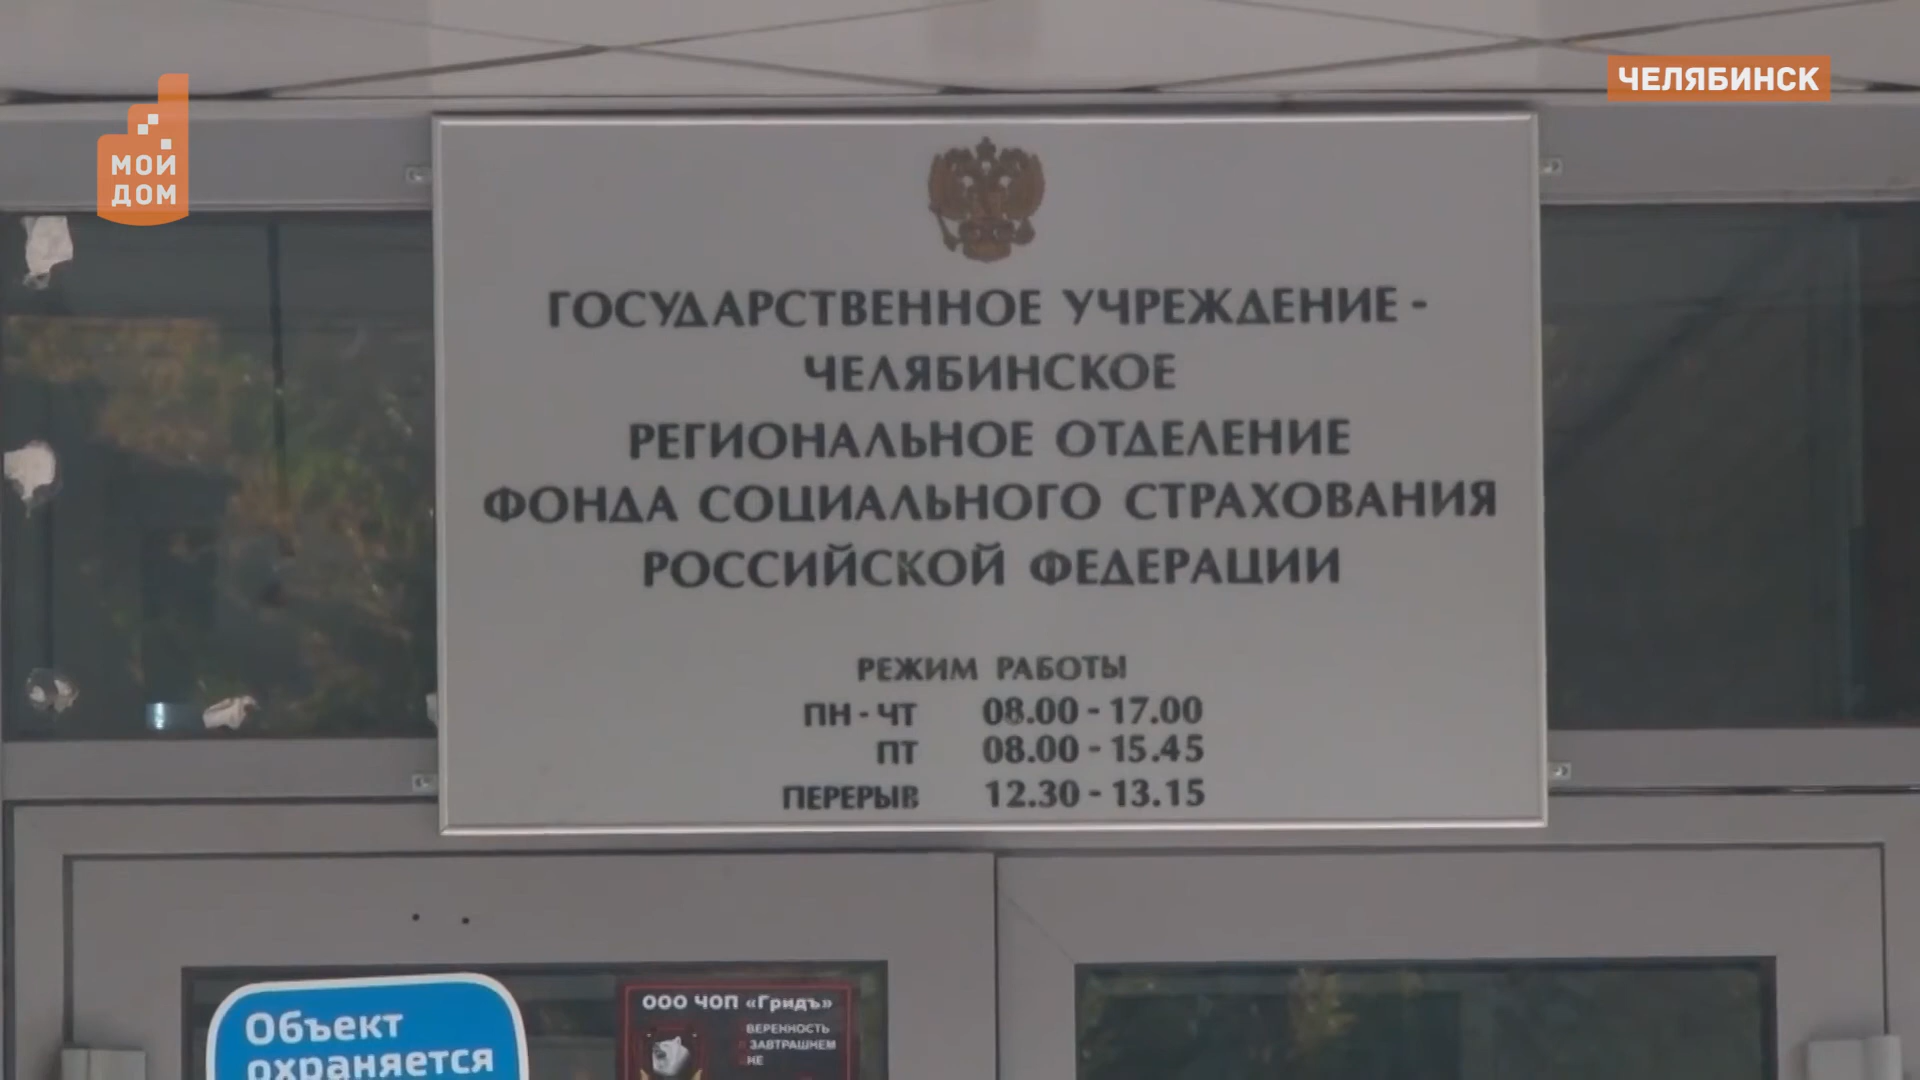 ЧЕЛЯБИНСК
МОЙ
ДОМ
ГОСУДАРСТВЕННОЕ УЧРЕЖДЕНИЕ -
ЧЕЛЯБИНСКОЕ
РЕГИОНАЛЬНОЕ ОТДЕЛЕНИЕ
ФОНДА СОЦИАЛЬНОГО СТРАХОВАНИЯ
РОССИЙСКОЙ ФЕДЕРАЦИИ
РЕЖИМ РАБОТЫ
ПН - ЧТ 08.00 - 17.00
ПТ 08.00 - 15.45
ПЕРЕРЫВ 12.30 - 13.15
Объект
охраняется
ООО ЧОП «Гридъ»
ВЕРЕННОСТЬ
ЗАВТРАШНЕМ
НЕ